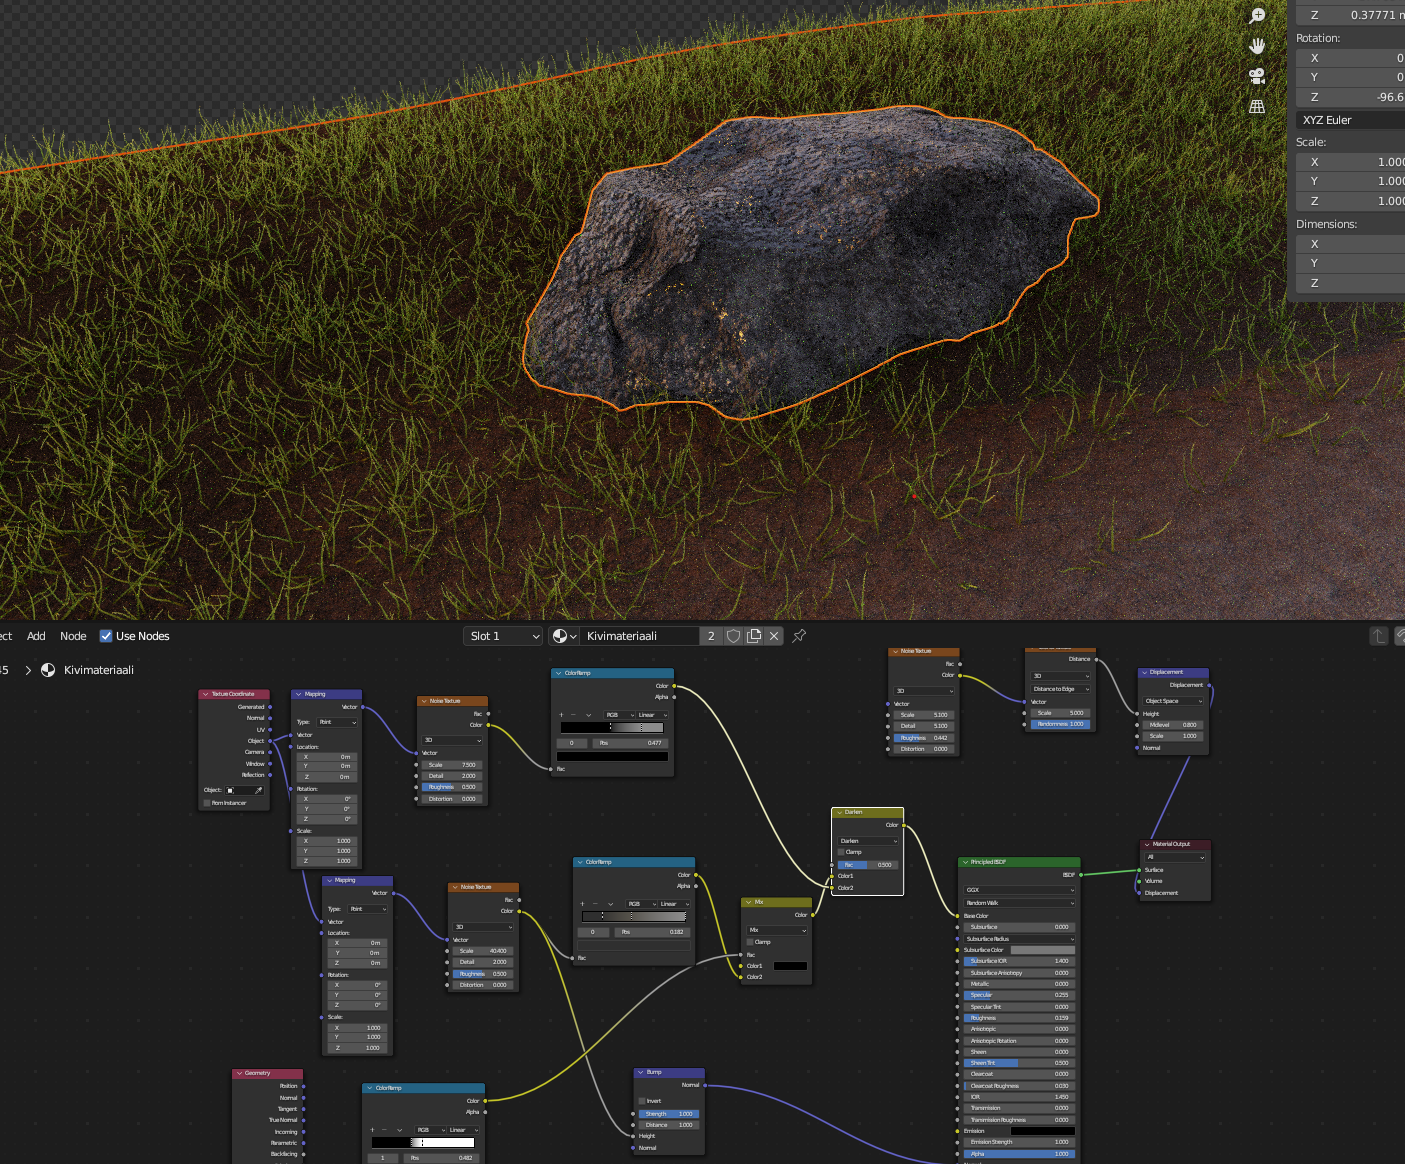 Z 0.37771 m
Rotation:
X 0
Y 0
Z -96.6
XYZ Euler
Scale:
X 1.000
Y 1.000
Z 1.000
Dimensions:
X
Y
Z
ect Add Node Use Nodes Slot 1 Kivimateriaali 2
45 > Kivimateriaali
Texture Coordinate
Generated
Normal
UV
Object
Camera
Window
Reflection
Object:
From Instancer
Mapping
Vector
Type: Point
Vector
Location:
X 0 m
Y 0 m
Z 0 m
Rotation:
X 0°
Y 0°
Z 0°
Scale:
X 1.000
Y 1.000
Z 1.000
Noise Texture
Fac
Color
3D
Vector
Scale 7.500
Detail 2.000
Roughness 0.500
Distortion 0.000
ColorRamp
Color
Alpha
+ − RGB Linear
0 Pos 0.477
Fac
Noise Texture
Fac
Color
3D
Vector
Scale 5.100
Detail 5.100
Roughness 0.442
Distortion 0.000
Distance
3D
Distance to Edge
Vector
Scale 5.000
Randomness 1.000
Displacement
Displacement
Object Space
Height
Midlevel 0.800
Scale 1.000
Normal
Mapping
Vector
Type: Point
Vector
Location:
X 0 m
Y 0 m
Z 0 m
Rotation:
X 0°
Y 0°
Z 0°
Scale:
X 1.000
Y 1.000
Z 1.000
Noise Texture
Fac
Color
3D
Vector
Scale 40.400
Detail 2.000
Roughness 0.500
Distortion 0.000
ColorRamp
Color
Alpha
+ − RGB Linear
0 Pos 0.182
Fac
Mix
Color
Mix
Clamp
Fac
Color1
Color2
Darken
Color
Darken
Clamp
Fac 0.500
Color1
Color2
Material Output
All
Surface
Volume
Displacement
Principled BSDF
BSDF
GGX
Random Walk
Base Color
Subsurface 0.000
Subsurface Radius
Subsurface Color
Subsurface IOR 1.400
Subsurface Anisotropy 0.000
Metallic 0.000
Specular 0.255
Specular Tint 0.000
Roughness 0.159
Anisotropic 0.000
Anisotropic Rotation 0.000
Sheen 0.000
Sheen Tint 0.500
Clearcoat 0.000
Clearcoat Roughness 0.030
IOR 1.450
Transmission 0.000
Transmission Roughness 0.000
Emission
Emission Strength 1.000
Alpha 1.000
Geometry
Position
Normal
Tangent
True Normal
Incoming
Parametric
Backfacing
ColorRamp
Color
Alpha
+ − RGB Linear
1 Pos 0.482
Bump
Normal
Invert
Strength 1.000
Distance 1.000
Height
Normal